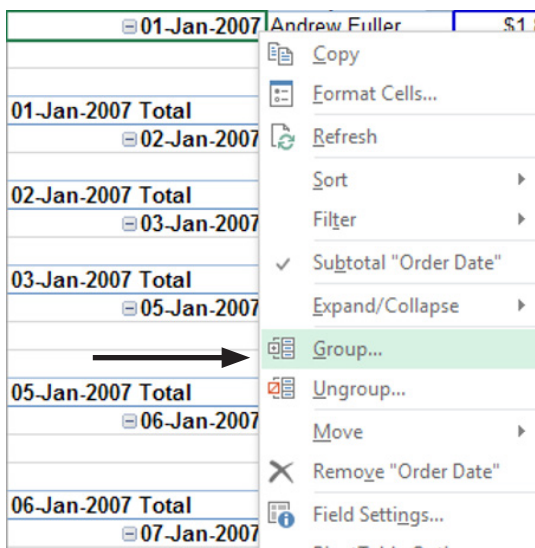 01-Jan-2007 Andrew Fuller $1.8
Copy
Format Cells...
01-Jan-2007 Total
02-Jan-2007
Refresh
Sort
02-Jan-2007 Total
03-Jan-2007
Filter
Subtotal "Order Date"
03-Jan-2007 Total
05-Jan-2007
Expand/Collapse
Group...
05-Jan-2007 Total
Ungroup...
06-Jan-2007
Move
Remove "Order Date"
06-Jan-2007 Total
Field Settings...
07-Jan-2007